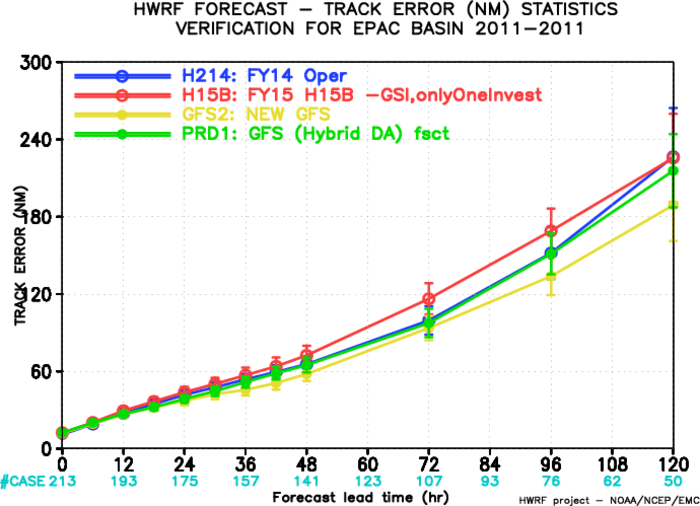 HWRF FORECAST − TRACK ERROR (NM) STATISTICS
VERIFICATION FOR EPAC BASIN 2011−2011
H214: FY14 Oper
H15B: FY15 H15B −GSI,onlyOneInvest
GFS2: NEW GFS
PRD1: GFS (Hybrid DA) fsct
TRACK ERROR (NM)
300
240
180
120
60
0
0 12 24 36 48 60 72 84 96 108 120
#CASE 213 193 175 157 141 123 107 93 76 62 50
Forecast lead time (hr)
HWRF project − NOAA/NCEP/EMC